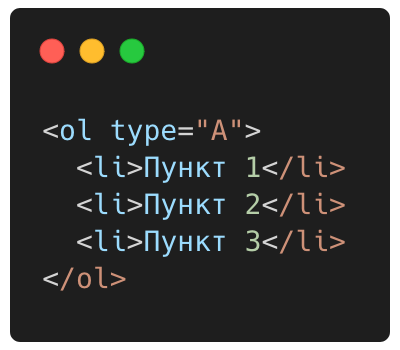 <ol type="A">
  <li>Пункт 1</li>
  <li>Пункт 2</li>
  <li>Пункт 3</li>
</ol>